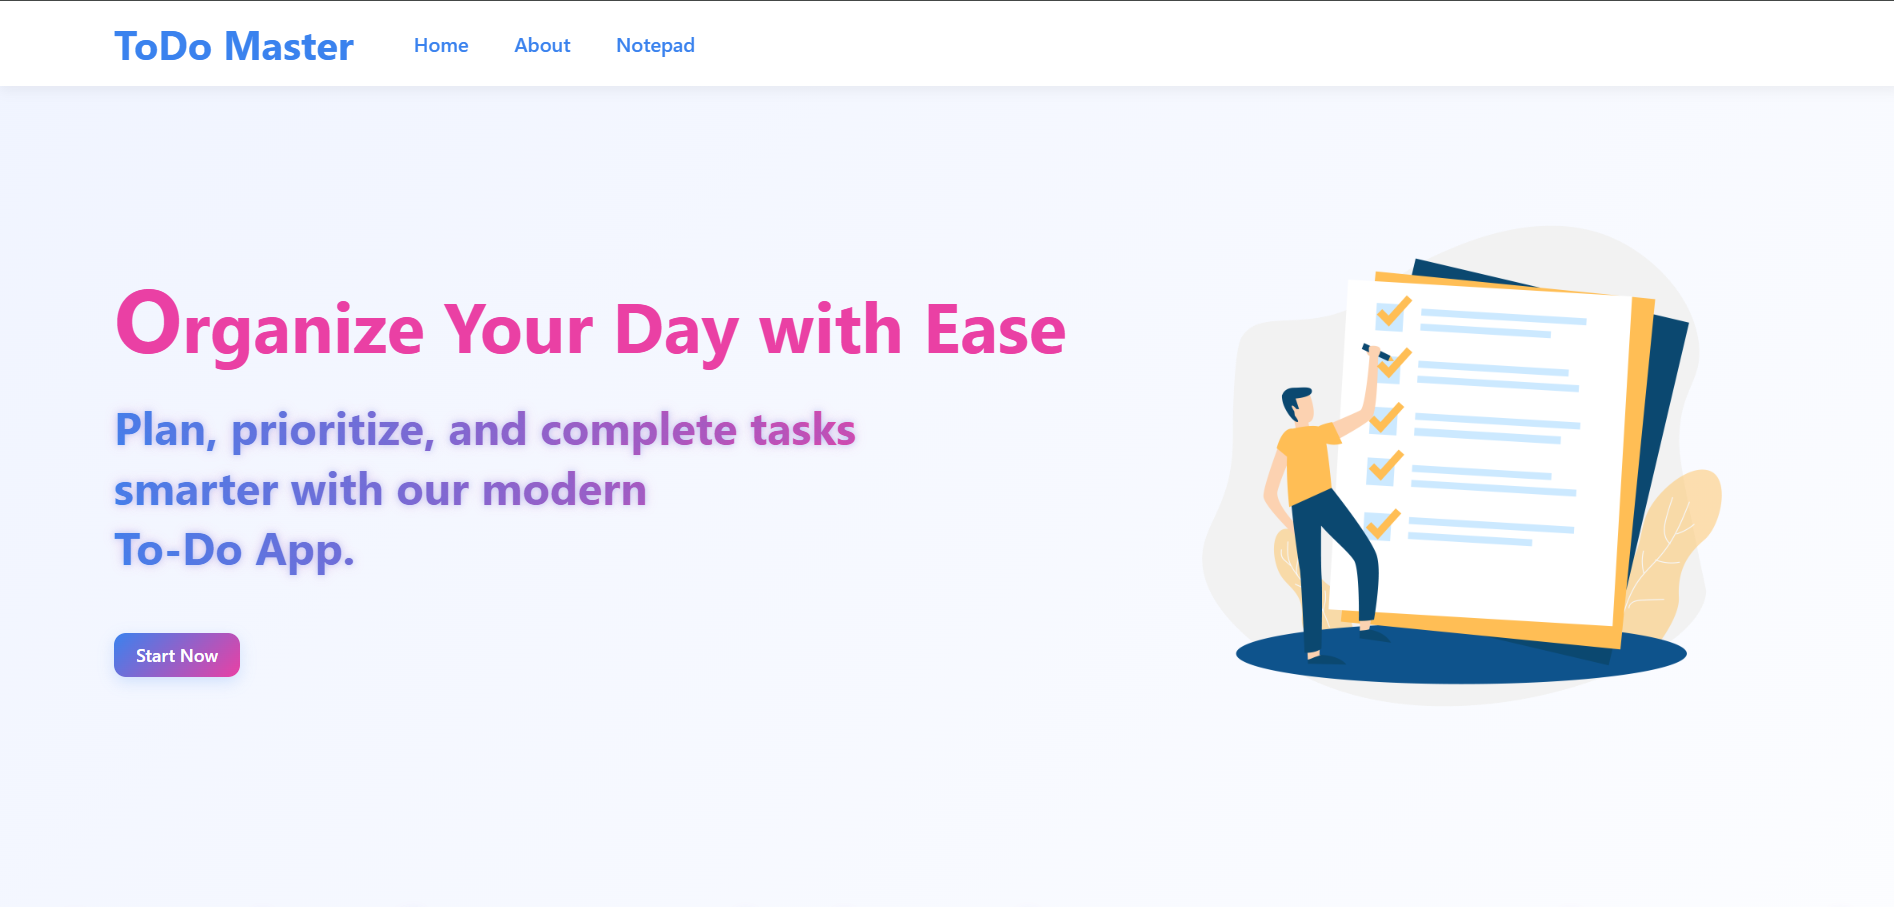 ToDo Master
Home
About
Notepad
Organize Your Day with Ease
Plan, prioritize, and complete tasks
smarter with our modern
To-Do App.
Start Now